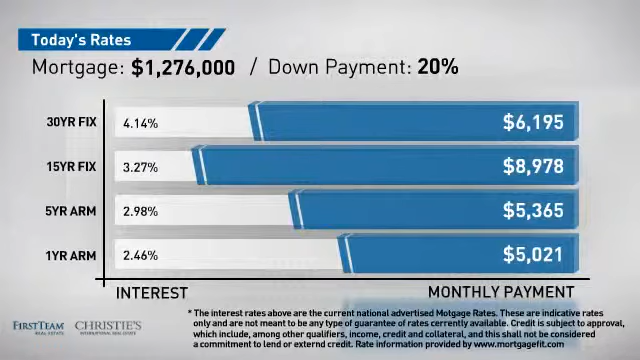 Today's Rates
Mortgage: $1,276,000 / Down Payment: 20%
30YR FIX 4.14% $6,195
15YR FIX 3.27% $8,978
5YR ARM 2.98% $5,365
1YR ARM 2.46% $5,021
INTEREST MONTHLY PAYMENT
* The interest rates above are the current national advertised Motgage Rates. These are indicative rates
only and are not meant to be any type of guarantee of rates cerrently available. Credit is subject to approval,
which include, among other qualifiers, income, credit and collateral, and this shall not be considered
a commitment to lend or externd credit. Rate information provided by www.mortgagefit.com
FIRST TEAM CHRISTIE'S
REAL ESTATE INTERNATIONAL REAL ESTATE